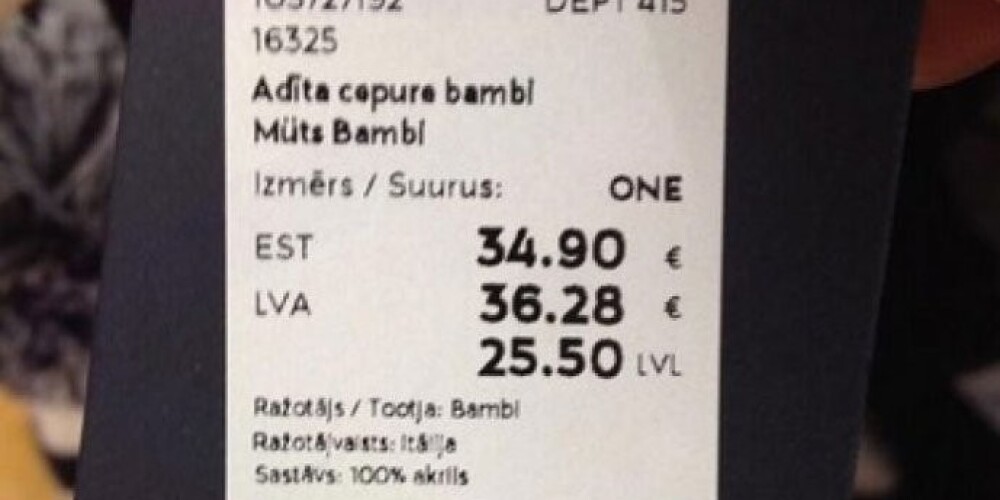 163727192 DEPT 415
16325
Adīta cepure bambi
Müts Bambi
Izmērs / Suurus: ONE
EST 34.90 €
LVA 36.28 €
25.50 LVL
Ražotājs / Tootja: Bambi
Ražotājvalsts: Itālija
Sastāvs: 100% akrils